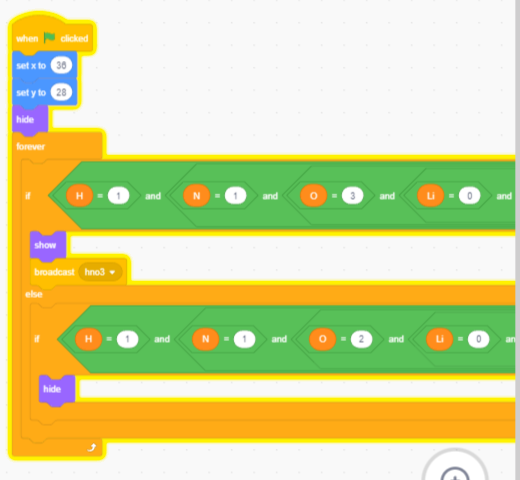 when clicked
set x to 36
set y to 28
hide
forever
if H = 1 and N = 1 and O = 3 and Li = 0 and
show
broadcast hno3
else
if H = 1 and N = 1 and O = 2 and Li = 0 an
hide